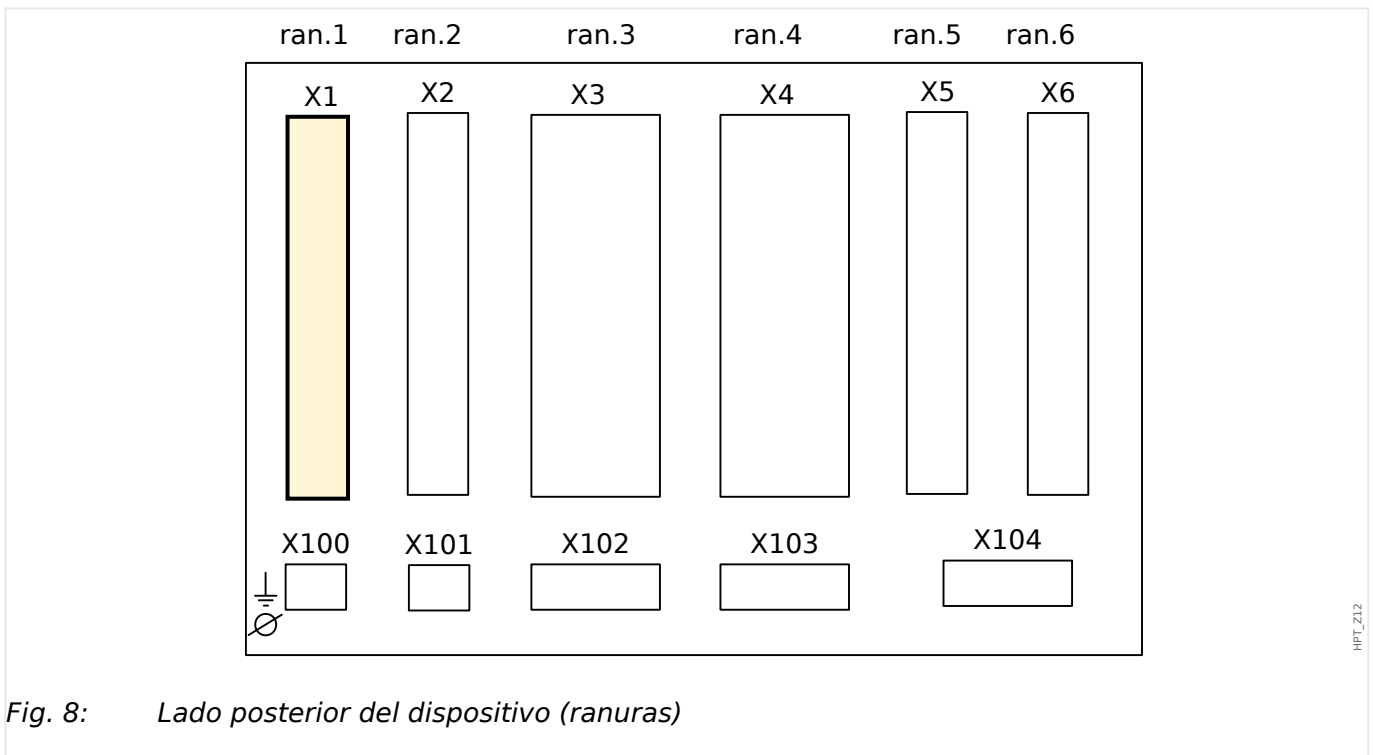 ran.1 ran.2 ran.3 ran.4 ran.5 ran.6
X1 X2 X3 X4 X5 X6
X100 X101 X102 X103 X104
HPT_Z12
Fig. 8: Lado posterior del dispositivo (ranuras)